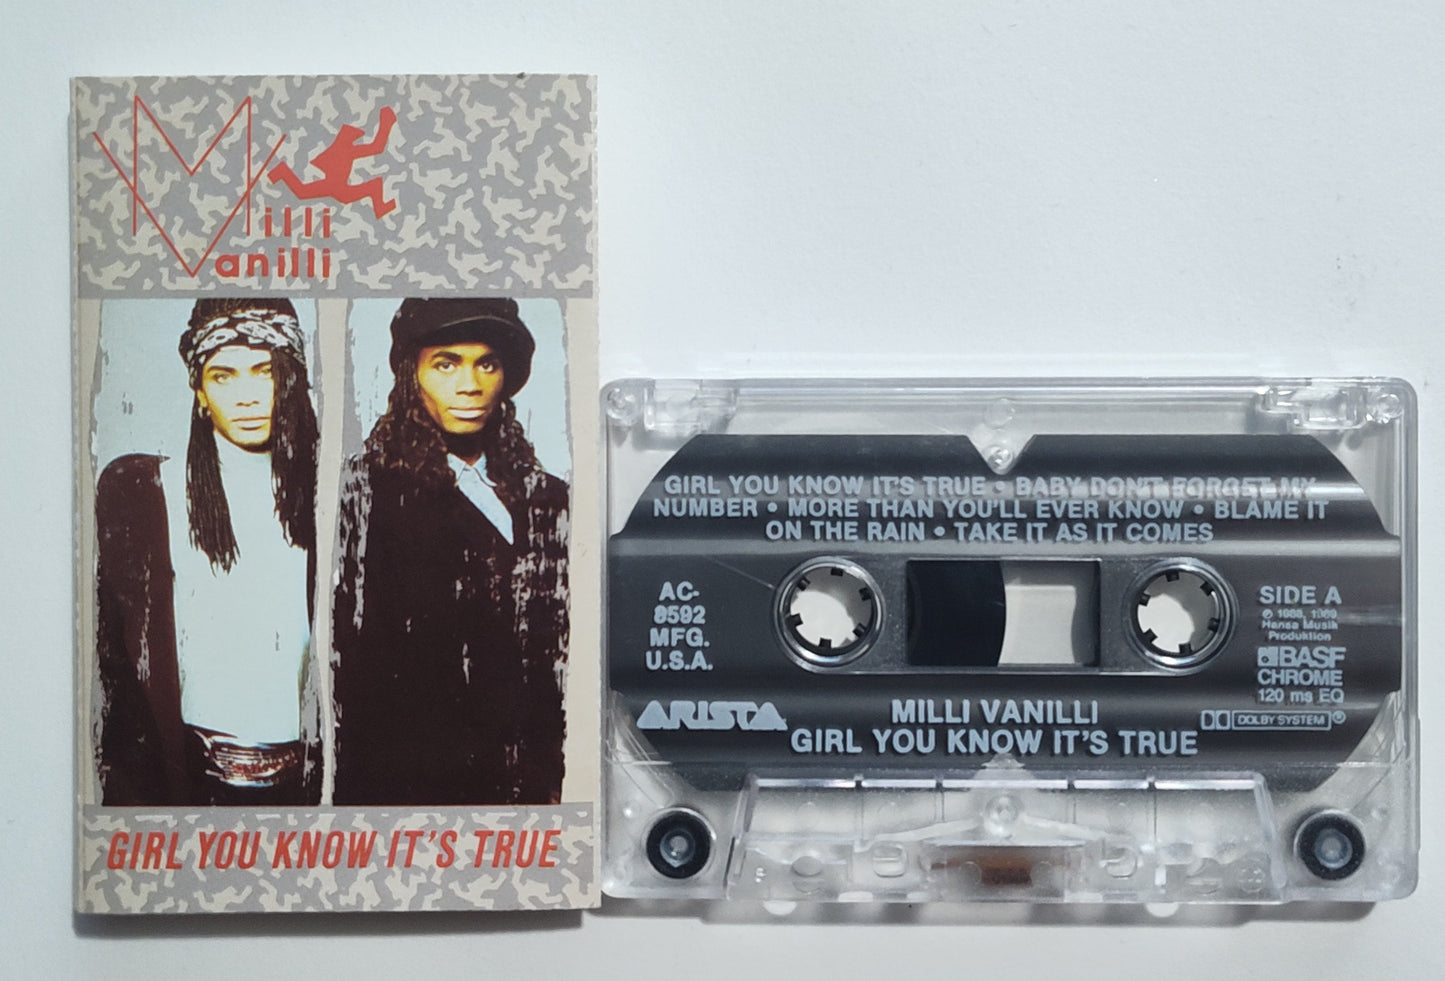 Milli
Vanilli
GIRL YOU KNOW IT'S TRUE
GIRL YOU KNOW IT'S TRUE • BABY DON'T FORGET MY
NUMBER • MORE THAN YOU'LL EVER KNOW • BLAME IT
ON THE RAIN • TAKE IT AS IT COMES
AC-
8592
MFG.
U.S.A.
SIDE A
℗ 1988, 1989
Hansa Musik
Produktion
BASF
CHROME
120 ms EQ
ARISTA
MILLI VANILLI
GIRL YOU KNOW IT'S TRUE
DOLBY SYSTEM ®